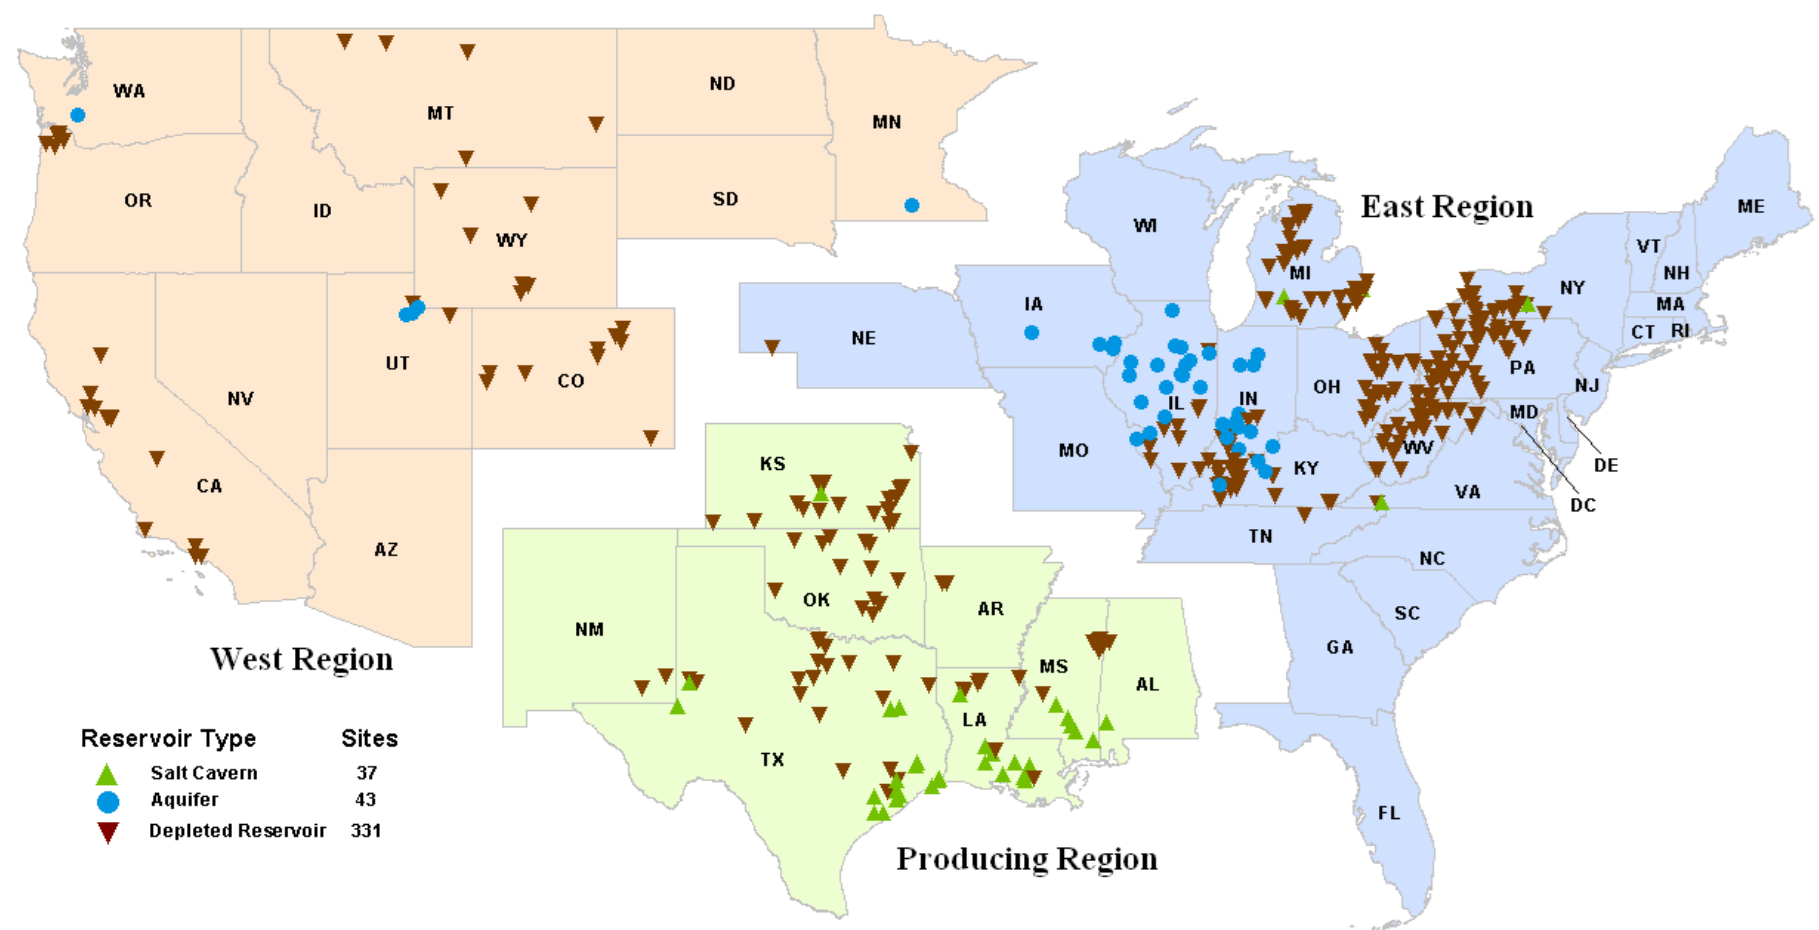 WA
MT
ND
MN
OR
ID
WY
SD
NV
UT
CO
CA
AZ
West Region
East Region
WI
MI
ME
VT
NH
NY
MA
CT
RI
IA
NE
IL
IN
OH
PA
NJ
MD
DE
DC
MO
KY
WV
VA
TN
NC
SC
GA
FL
KS
OK
AR
NM
TX
LA
MS
AL
Producing Region
Reservoir Type Sites
Salt Cavern 37
Aquifer 43
Depleted Reservoir 331